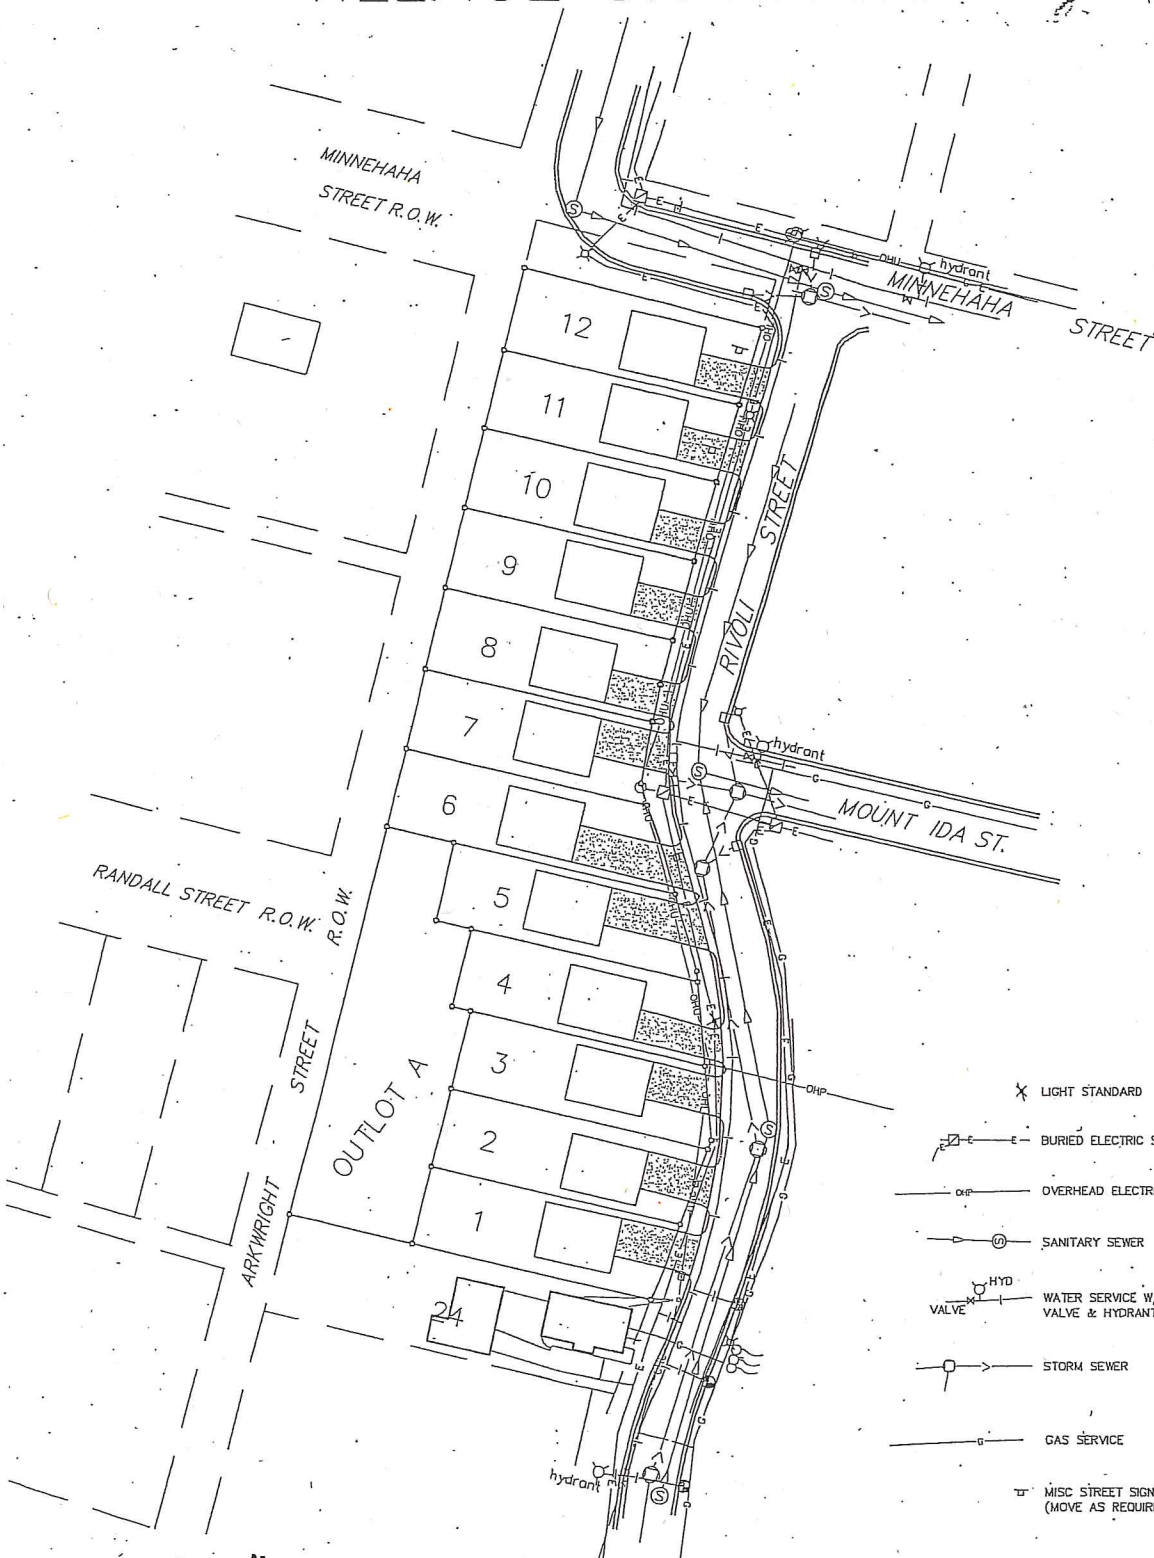 MINNEHAHA
STREET R.O.W.
hydrant
MINNEHAHA
STREET
12
11
10
9
8
7
6
5
4
3
2
1
24
RIVOLI STREET
hydrant
MOUNT IDA ST.
RANDALL STREET R.O.W.
ARKWRIGHT STREET R.O.W.
OUTLOT A
OHP
hydrant
LIGHT STANDARD
E E BURIED ELECTRIC
E
OHP OVERHEAD
S SANITARY SEWER
HYD
VALVE
WATER SERVICE
VALVE & HYDRANT
STORM SEWER
G GAS SERVICE
MISC STREET SIGN
(MOVE AS